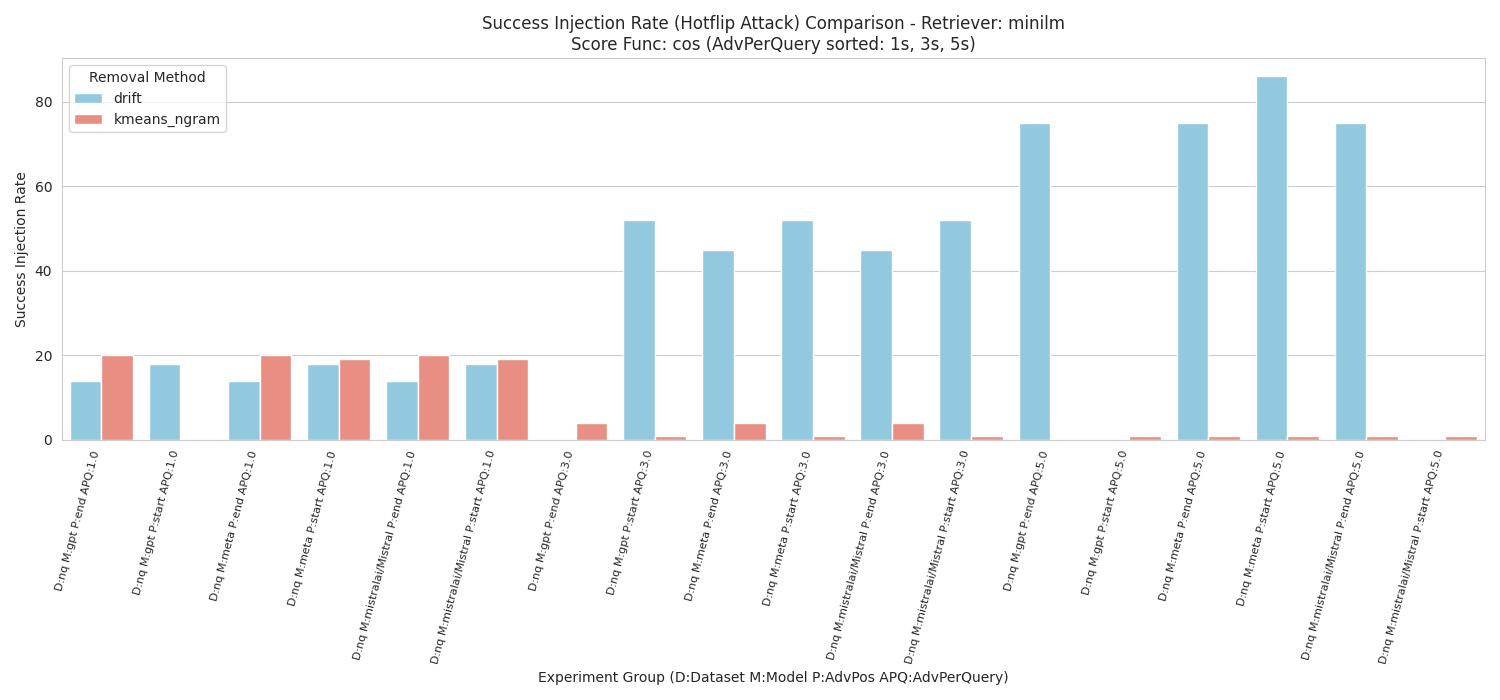 Success Injection Rate (Hotflip Attack) Comparison - Retriever: minilm
Score Func: cos (AdvPerQuery sorted: 1s, 3s, 5s)
Removal Method
drift
kmeans_ngram
Success Injection Rate
80
60
40
20
0
D:nq M:gpt P:end APQ:1.0
D:nq M:gpt P:start APQ:1.0
D:nq M:meta P:end APQ:1.0
D:nq M:meta P:start APQ:1.0
D:nq M:mistralai/Mistral P:end APQ:1.0
D:nq M:mistralai/Mistral P:start APQ:1.0
D:nq M:gpt P:end APQ:3.0
D:nq M:gpt P:start APQ:3.0
D:nq M:meta P:end APQ:3.0
D:nq M:meta P:start APQ:3.0
D:nq M:mistralai/Mistral P:end APQ:3.0
D:nq M:mistralai/Mistral P:start APQ:3.0
D:nq M:gpt P:end APQ:5.0
D:nq M:gpt P:start APQ:5.0
D:nq M:meta P:end APQ:5.0
D:nq M:meta P:start APQ:5.0
D:nq M:mistralai/Mistral P:end APQ:5.0
D:nq M:mistralai/Mistral P:start APQ:5.0
Experiment Group (D:Dataset M:Model P:AdvPos APQ:AdvPerQuery)